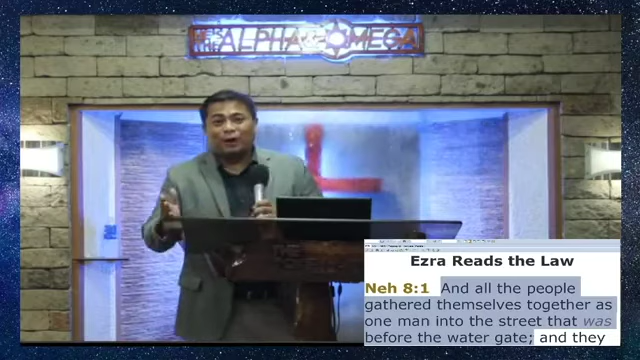 ALPHA & OMEGA
Ezra Reads the Law
Neh 8:1 And all the people
gathered themselves together as
one man into the street that was
before the water gate; and they